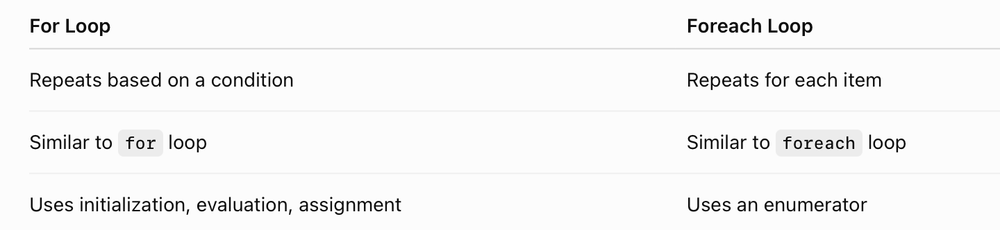 For Loop Foreach Loop
Repeats based on a condition Repeats for each item
Similar to for loop Similar to foreach loop
Uses initialization, evaluation, assignment Uses an enumerator